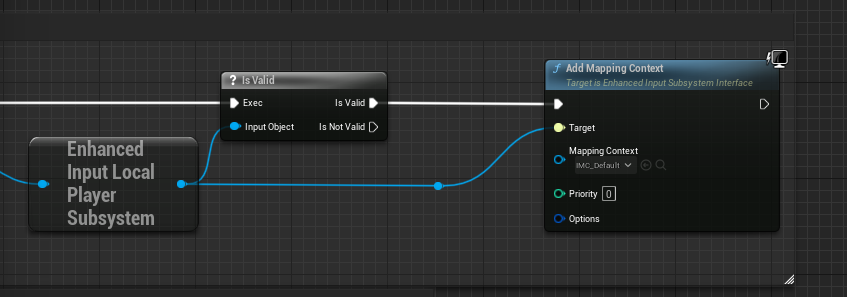 ? Is Valid
Exec
Is Valid
Input Object
Is Not Valid
Enhanced
Input Local
Player
Subsystem
f Add Mapping Context
Target is Enhanced Input Subsystem Interface
Target
Mapping Context
IMC_Default
Priority 0
Options